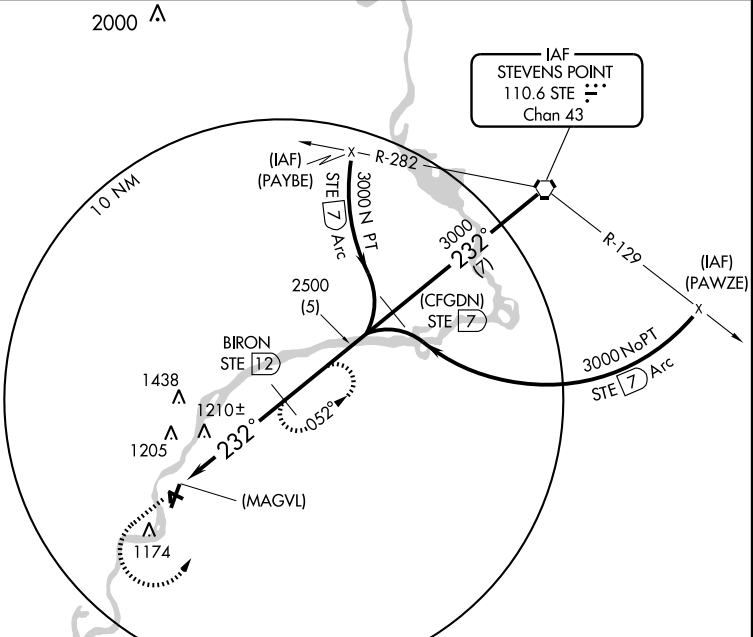 2000
IAF
STEVENS POINT
110.6 STE
Chan 43
10 NM
(IAF)
(PAYBE)
R-282
3000 N PT
STE 7 Arc
3000
232°
(7)
R-129
(IAF)
(PAWZE)
2500
(5)
(CFGDN)
STE 7
BIRON
STE 12
3000 NoPT
STE 7 Arc
1438
1210±
1205
052°
232°
(MAGVL)
1174